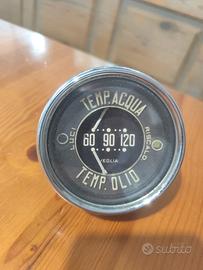 TEMP. ACQUA
LUCI
60 90 120
RISCALD
VEGLIA
TEMP. OLIO
subito